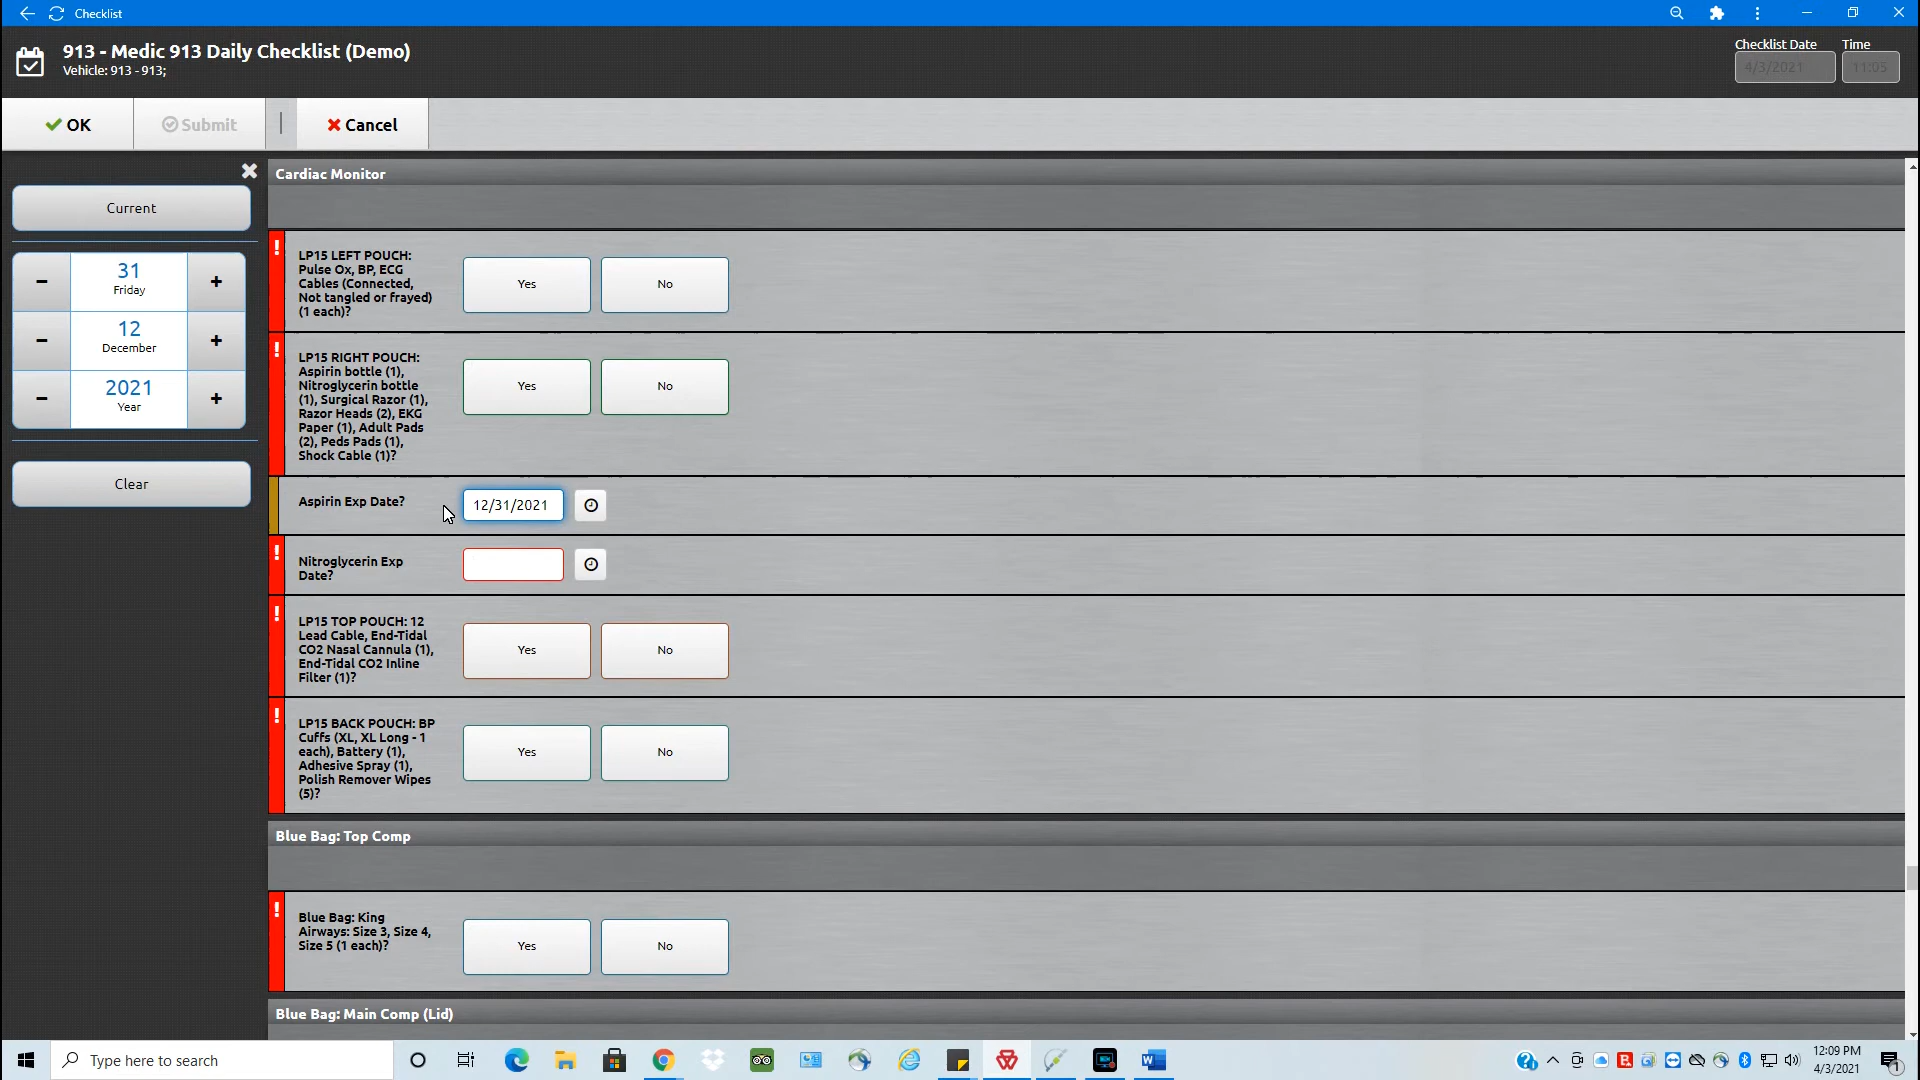 Checklist
913 - Medic 913 Daily Checklist (Demo)
Vehicle: 913 - 913;
Checklist Date
Time
4/3/2021
11:05
OK
Submit
Cancel
Current
31
Friday
12
December
2021
Year
Clear
Cardiac Monitor
LP15 LEFT POUCH:
Pulse Ox, BP, ECG
Cables (Connected,
Not tangled or frayed)
(1 each)?
Yes
No
LP15 RIGHT POUCH:
Aspirin bottle (1),
Nitroglycerin bottle
(1), Surgical Razor (1),
Razor Heads (2), EKG
Paper (1), Adult Pads
(2), Peds Pads (1),
Shock Cable (1)?
Yes
No
Aspirin Exp Date?
12/31/2021
Nitroglycerin Exp
Date?
LP15 TOP POUCH: 12
Lead Cable, End-Tidal
CO2 Nasal Cannula (1),
End-Tidal CO2 Inline
Filter (1)?
Yes
No
LP15 BACK POUCH: BP
Cuffs (XL, XL Long - 1
each), Battery (1),
Adhesive Spray (1),
Polish Remover Wipes
(5)?
Yes
No
Blue Bag: Top Comp
Blue Bag: King
Airways: Size 3, Size 4,
Size 5 (1 each)?
Yes
No
Blue Bag: Main Comp (Lid)
Type here to search
12:09 PM
4/3/2021
1